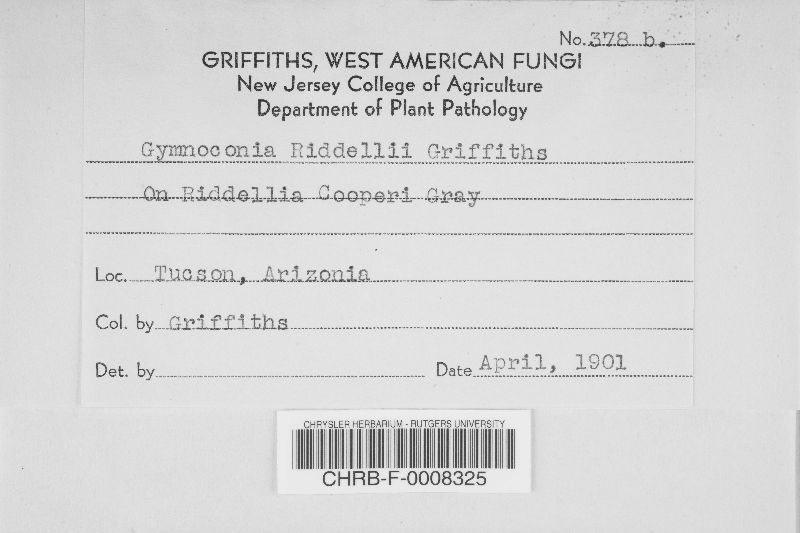 No. 378 b.
GRIFFITHS, WEST AMERICAN FUNGI
New Jersey College of Agriculture
Department of Plant Pathology
Gymnoconia Riddellii Griffiths
On Riddellia Cooperi Gray
Loc. Tucson, Arizonia
Col. by Griffiths
Det. by
Date April, 1901
CHRYSLER HERBARIUM - RUTGERS UNIVERSITY
CHRB-F-0008325